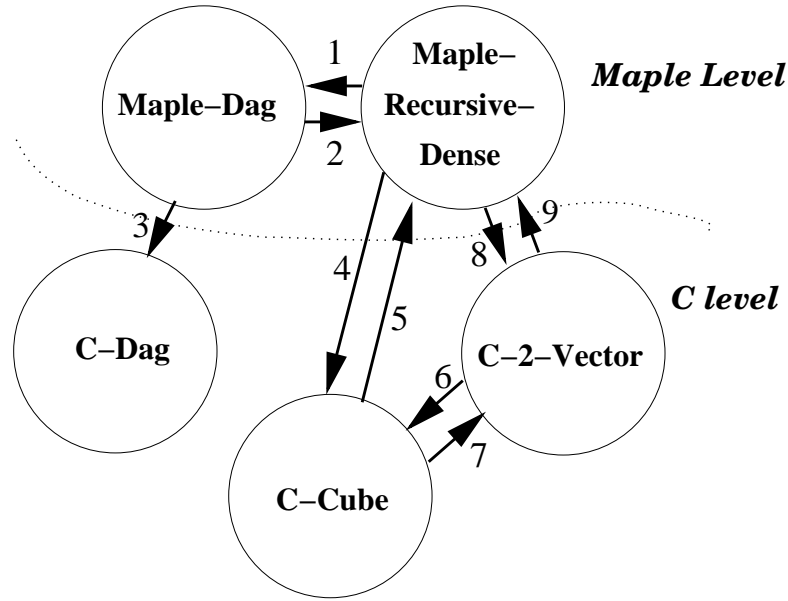 1
Maple–Dag
2
Maple–
Recursive–
Dense
Maple Level
3
4
5
8
9
C level
C–Dag
C–2–Vector
6
7
C–Cube